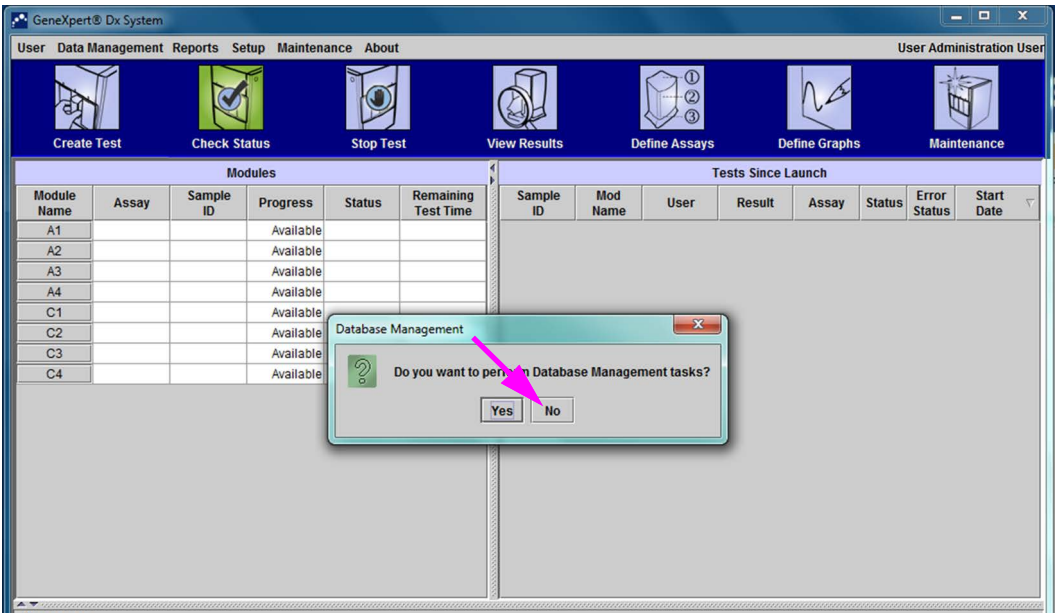 GeneXpert® Dx System
User Data Management Reports Setup Maintenance About User Administration User
Create Test Check Status Stop Test View Results Define Assays Define Graphs Maintenance
1
2
3
Modules Tests Since Launch
Module Name Assay Sample ID Progress Status Remaining Test Time Sample ID Mod Name User Result Assay Status Error Status Start Date
A1 Available
A2 Available
A3 Available
A4 Available
C1 Available
C2 Available
C3 Available
C4 Available
Database Management
Do you want to perform Database Management tasks?
Yes No